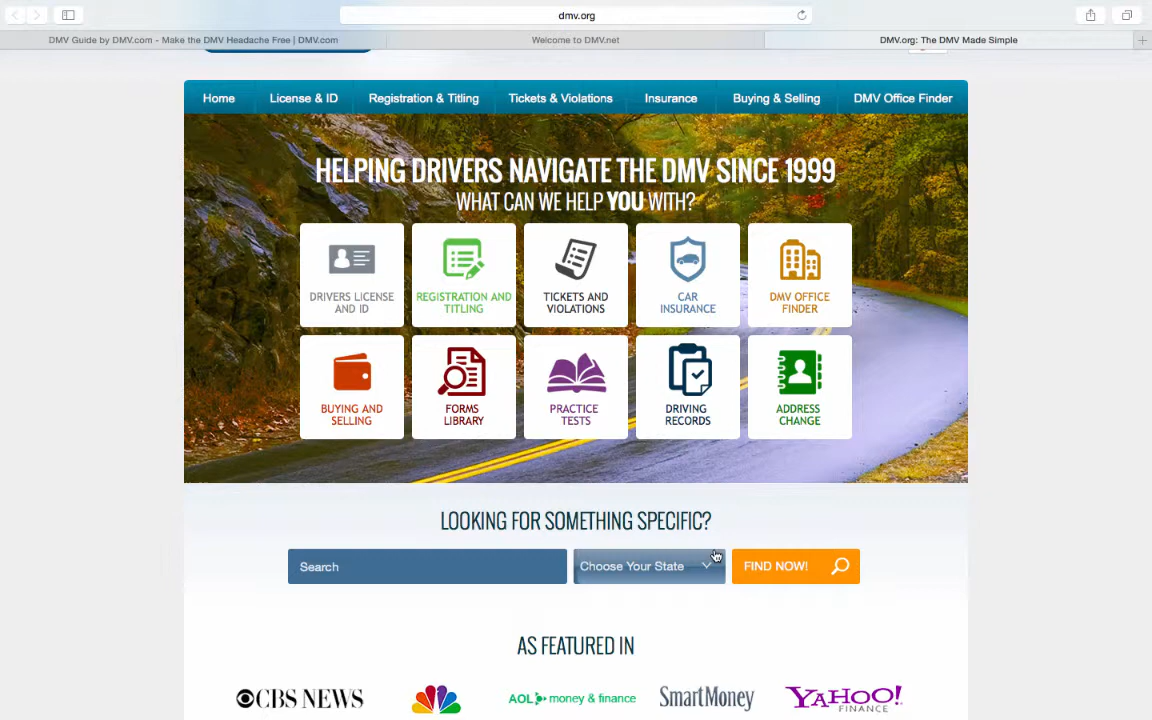 dmv.org
DMV Guide by DMV.com - Make the DMV Headache Free | DMV.com
Welcome to DMV.net
DMV.org: The DMV Made Simple
Home
License & ID
Registration & Titling
Tickets & Violations
Insurance
Buying & Selling
DMV Office Finder
HELPING DRIVERS NAVIGATE THE DMV SINCE 1999
WHAT CAN WE HELP YOU WITH?
DRIVERS LICENSE
AND ID
REGISTRATION AND
TITLING
TICKETS AND
VIOLATIONS
CAR
INSURANCE
DMV OFFICE
FINDER
BUYING AND
SELLING
FORMS
LIBRARY
PRACTICE
TESTS
DRIVING
RECORDS
ADDRESS
CHANGE
LOOKING FOR SOMETHING SPECIFIC?
Search
Choose Your State
FIND NOW!
AS FEATURED IN
CBS NEWS
AOL money & finance
SmartMoney
YAHOO!
FINANCE